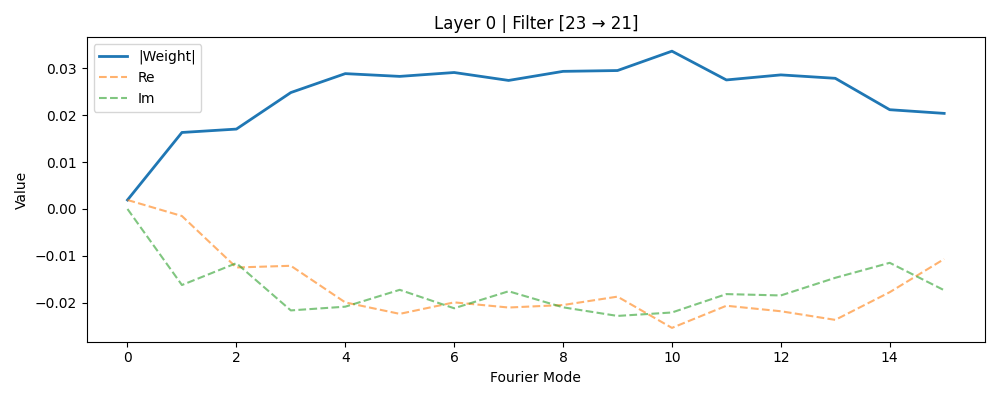 Layer 0 | Filter [23 → 21]
|Weight|
Re
Im
0.03
0.02
0.01
0.00
−0.01
−0.02
Value
0 2 4 6 8 10 12 14
Fourier Mode